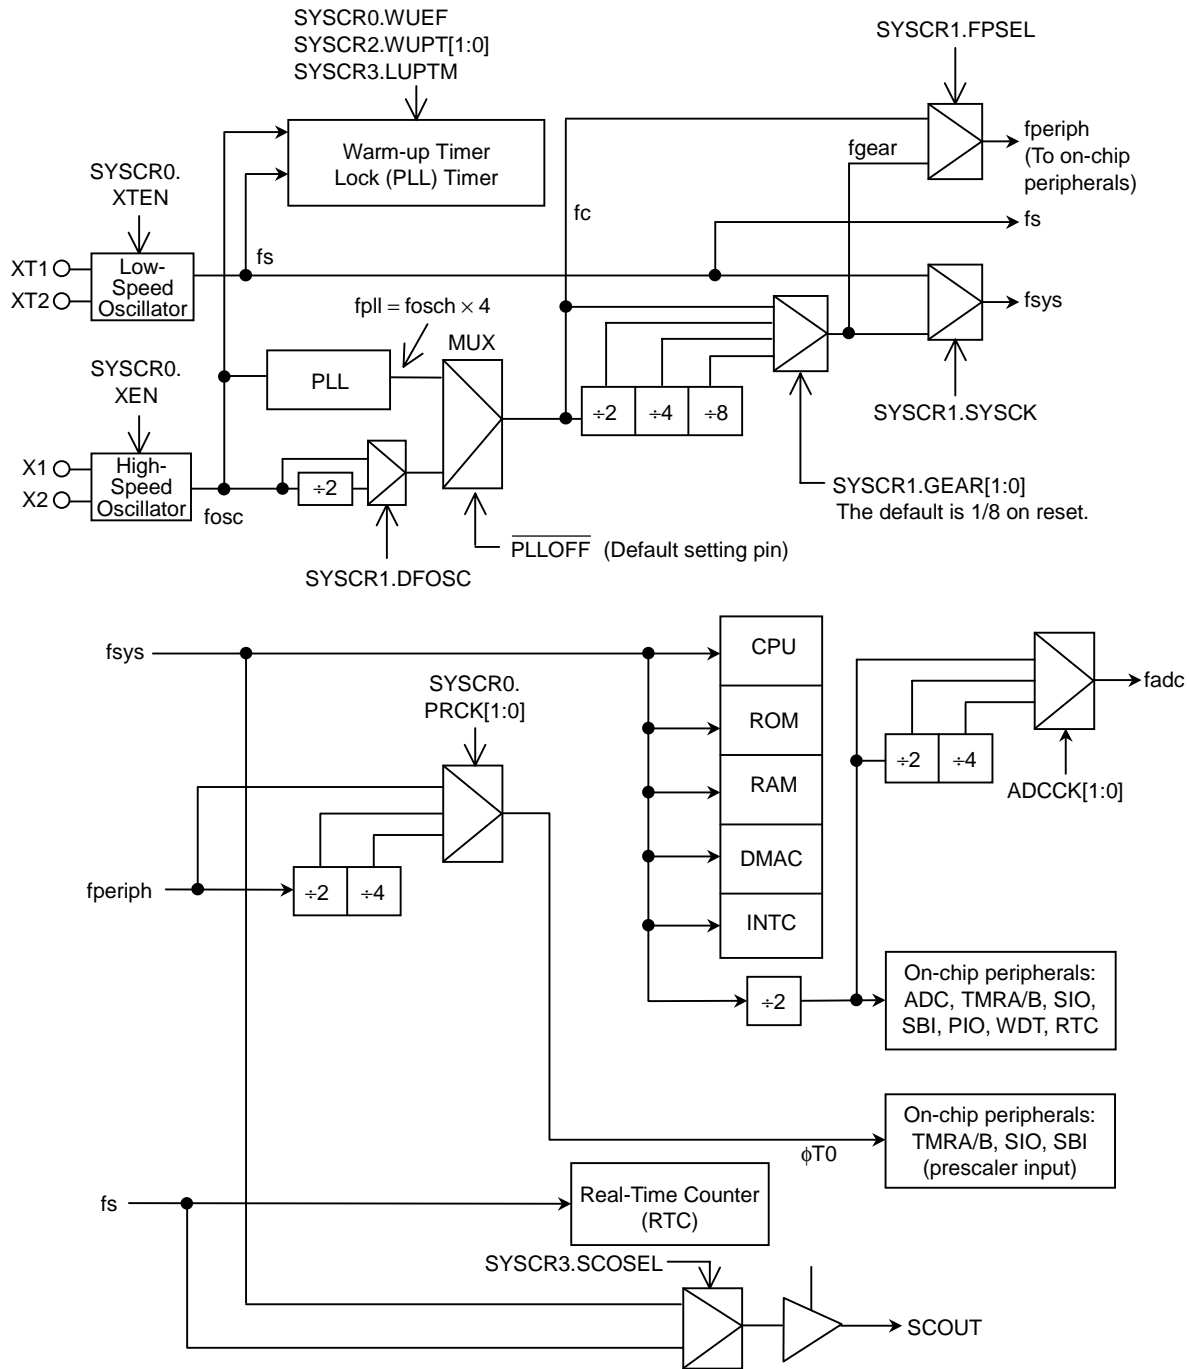 SYSCR0.WUEF
SYSCR2.WUPT[1:0]
SYSCR3.LUPTM
SYSCR1.FPSEL
Warm-up Timer
Lock (PLL) Timer
fgear
fperiph
(To on-chip
peripherals)
SYSCR0.
XTEN
fc
fs
fs
XT1
XT2
Low-
Speed
Oscillator
fpll = fosch × 4
fsys
MUX
SYSCR0.
XEN
PLL
÷2
÷4
÷8
SYSCR1.SYSCK
X1
X2
High-
Speed
Oscillator
÷2
fosc
SYSCR1.GEAR[1:0]
The default is 1/8 on reset.
PLLOFF (Default setting pin)
SYSCR1.DFOSC
fsys
CPU
SYSCR0.
PRCK[1:0]
fadc
ROM
÷2
÷4
RAM
ADCCK[1:0]
DMAC
fperiph
÷2
÷4
INTC
÷2
On-chip peripherals:
ADC, TMRA/B, SIO,
SBI, PIO, WDT, RTC
On-chip peripherals:
TMRA/B, SIO, SBI
(prescaler input)
ϕT0
fs
Real-Time Counter
(RTC)
SYSCR3.SCOSEL
SCOUT